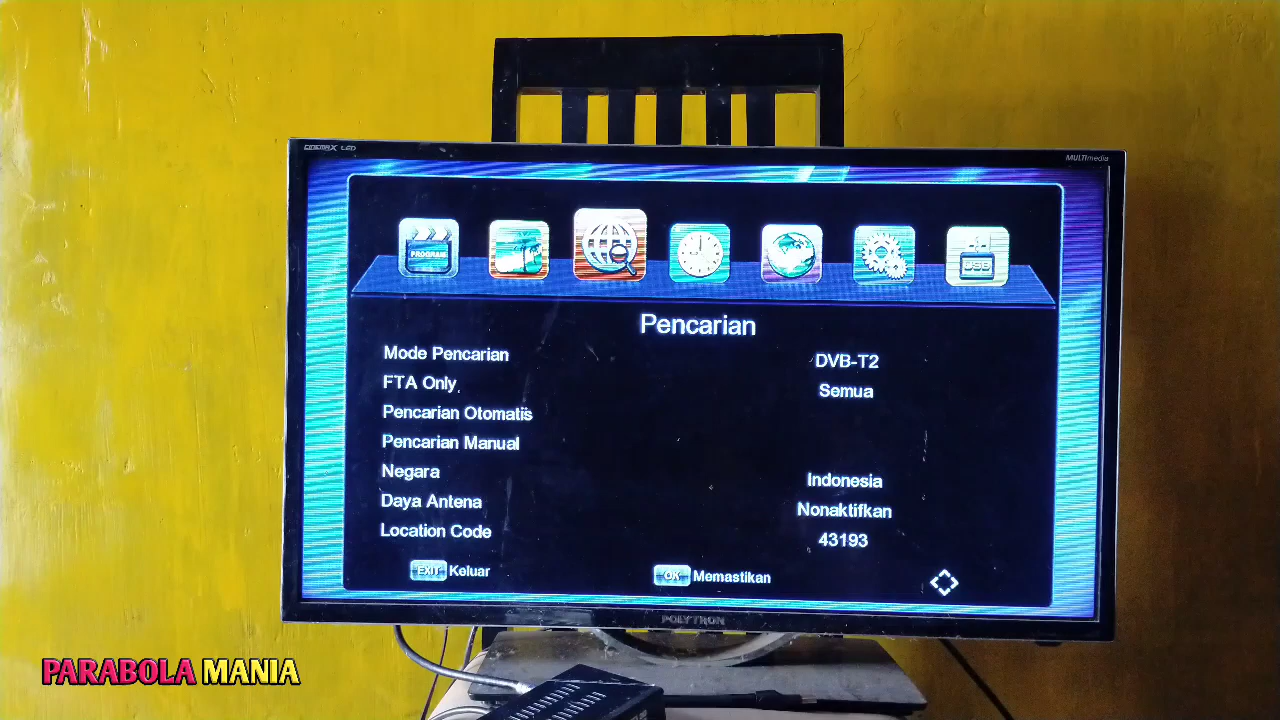 CINEMAX LED
MULTImedia
PROGRAM
USB
Pencarian
Mode Pencarian DVB-T2
FTA Only Semua
Pencarian Otomatis
Pencarian Manual
Negara Indonesia
Daya Antena Nonaktifkan
Location Code 43193
EXIT Keluar OK Memastikan
POLYTRON
PARABOLA MANIA